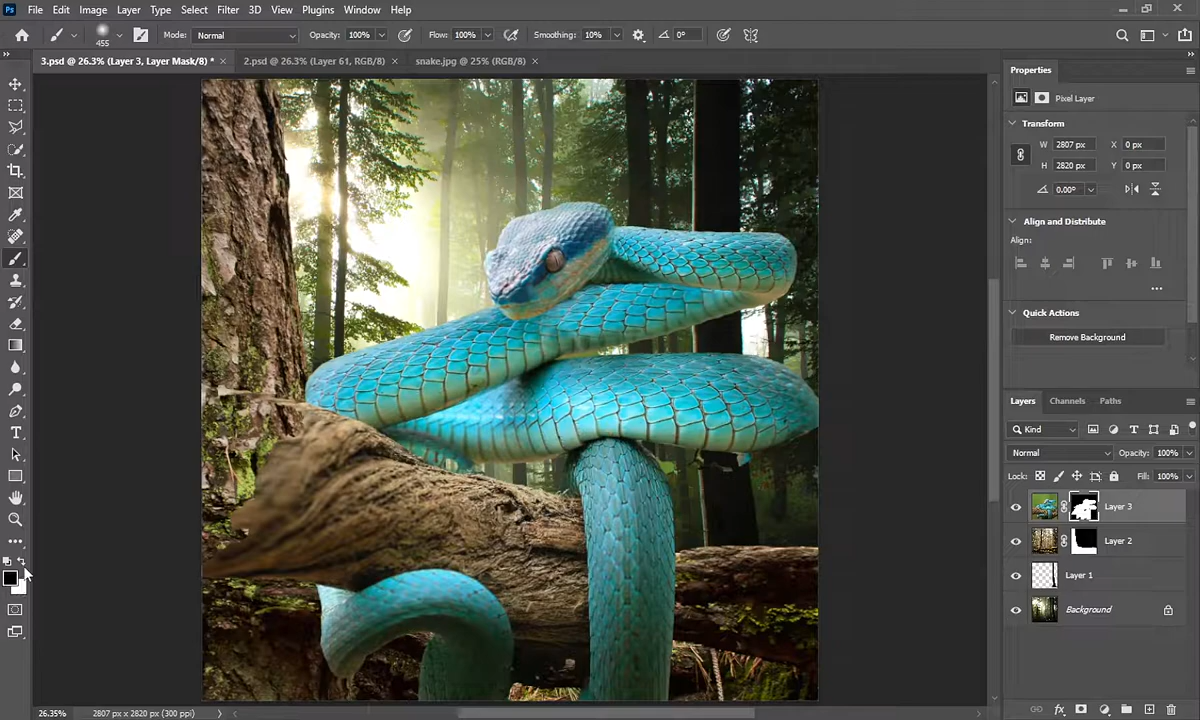 Ps File Edit Image Layer Type Select Filter 3D View Plugins Window Help
455 Mode: Normal Opacity: 100% Flow: 100% Smoothing: 10% 0°
3.psd @ 26.3% (Layer 3, Layer Mask/8) * × 2.psd @ 26.3% (Layer 61, RGB/8) × snake.jpg @ 25% (RGB/8) ×
Properties
Pixel Layer
Transform
W 2807 px X 0 px
H 2820 px Y 0 px
0.00°
Align and Distribute
Align:
Quick Actions
Remove Background
Layers Channels Paths
Kind
Normal Opacity: 100%
Lock: Fill: 100%
Layer 3
Layer 2
Layer 1
Background
26.35% 2807 px x 2820 px (300 ppi)